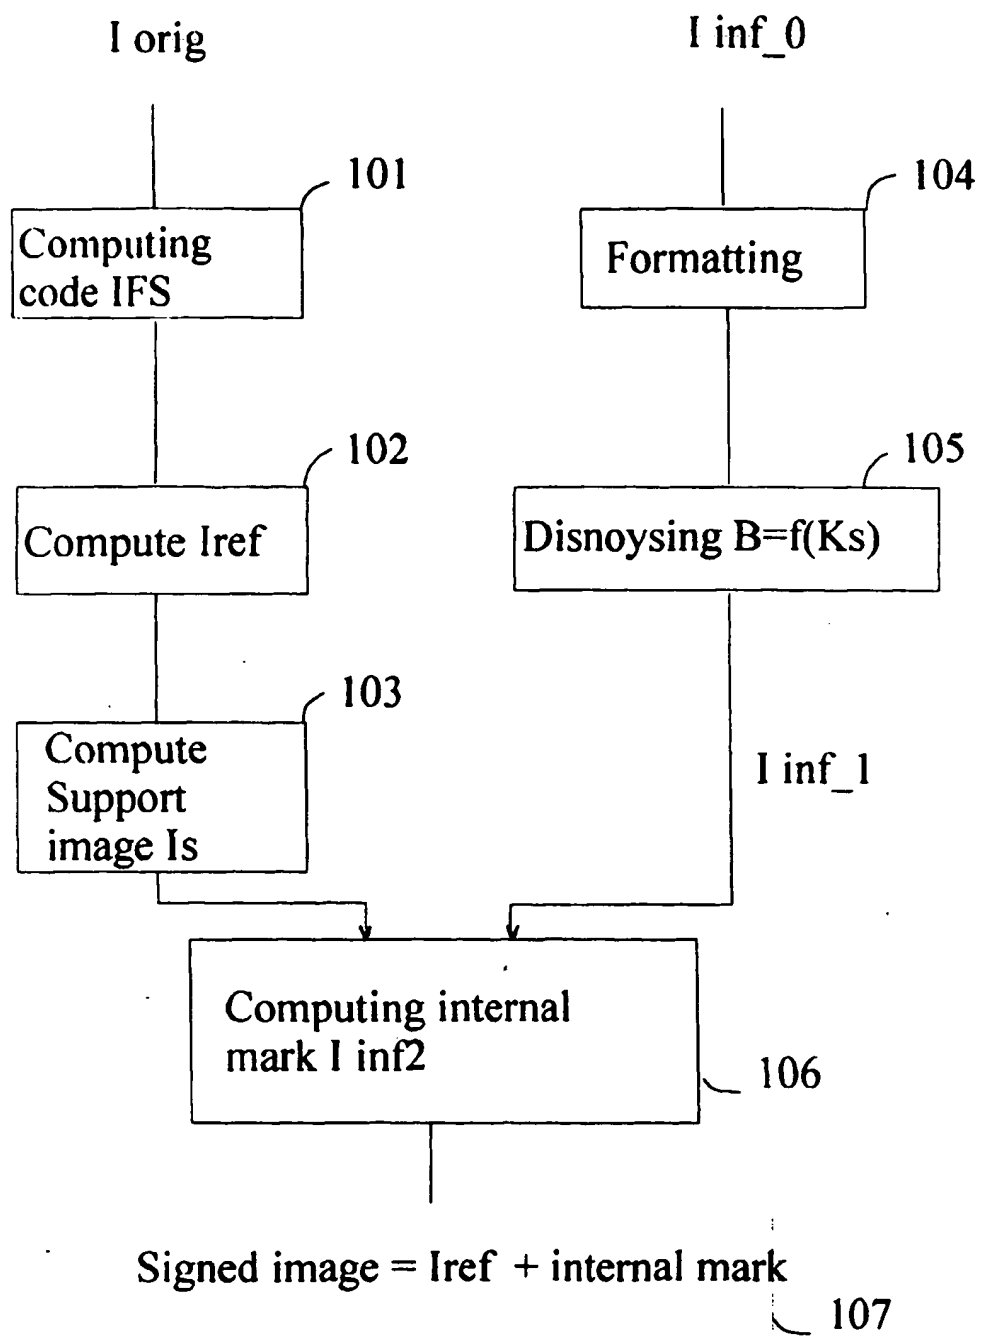 I orig
I inf_0
101
Computing
code IFS
104
Formatting
102
Compute Iref
105
Disnoysing B=f(Ks)
103
Compute
Support
image Is
I inf_1
Computing internal
mark I inf2
106
Signed image = Iref + internal mark
107